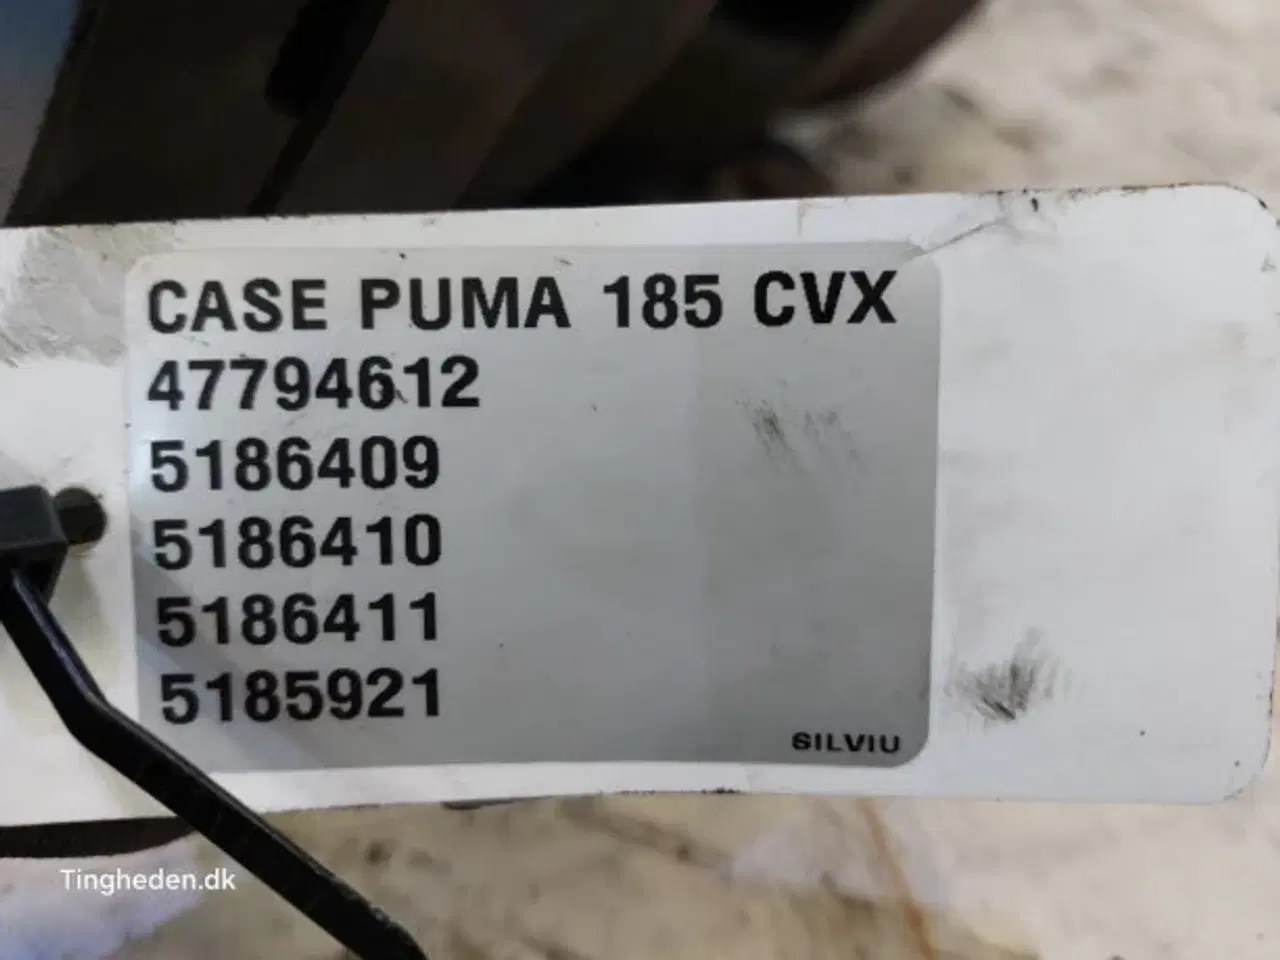 CASE PUMA 185 CVX
47794612
5186409
5186410
5186411
5185921
SILVIU
Tingheden.dk